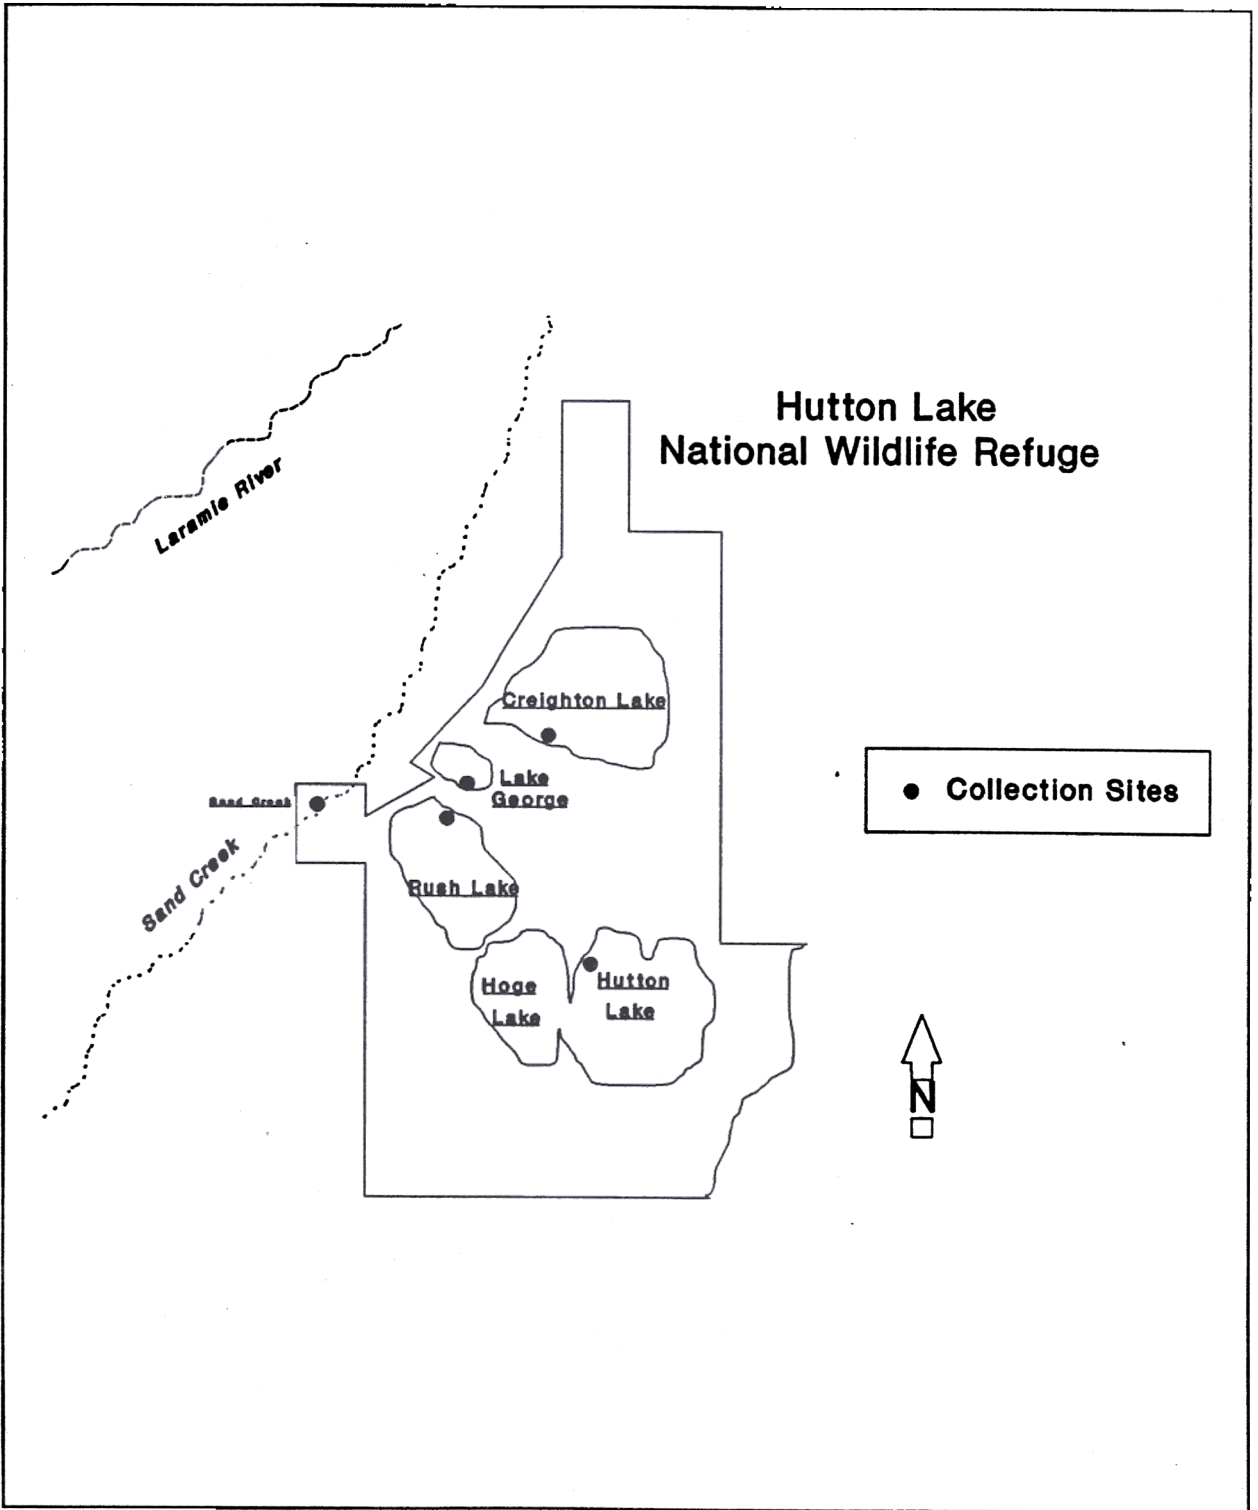 Hutton Lake
National Wildlife Refuge
Laramie River
Creighton Lake
Lake
George
Collection Sites
Sand Creek
Sand Creek
Rush Lake
Hoge
Lake
Hutton
Lake
N